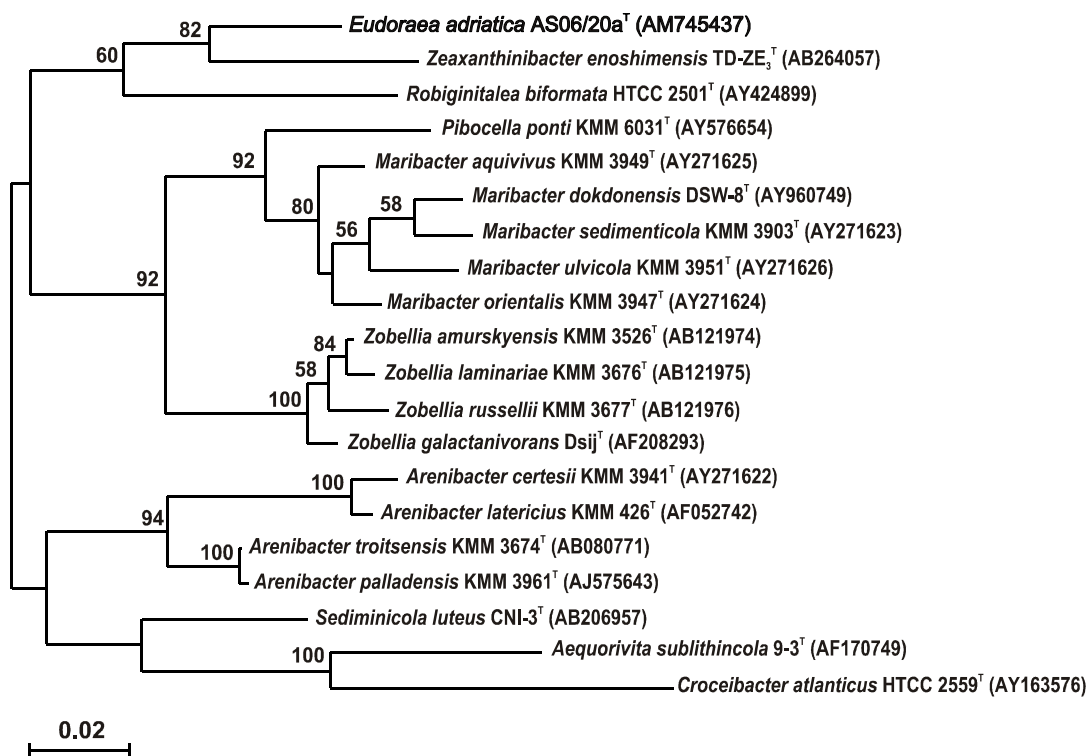 82 Eudoraea adriatica AS06/20aᵀ (AM745437)
60 Zeaxanthinibacter enoshimensis TD-ZE₃ᵀ (AB264057)
Robiginitalea biformata HTCC 2501ᵀ (AY424899)
Pibocella ponti KMM 6031ᵀ (AY576654)
92 Maribacter aquivivus KMM 3949ᵀ (AY271625)
58 Maribacter dokdonensis DSW-8ᵀ (AY960749)
80
56 Maribacter sedimenticola KMM 3903ᵀ (AY271623)
92 Maribacter ulvicola KMM 3951ᵀ (AY271626)
Maribacter orientalis KMM 3947ᵀ (AY271624)
84 Zobellia amurskyensis KMM 3526ᵀ (AB121974)
58 Zobellia laminariae KMM 3676ᵀ (AB121975)
100 Zobellia russellii KMM 3677ᵀ (AB121976)
Zobellia galactanivorans Dsijᵀ (AF208293)
100 Arenibacter certesii KMM 3941ᵀ (AY271622)
94 Arenibacter latericius KMM 426ᵀ (AF052742)
100 Arenibacter troitsensis KMM 3674ᵀ (AB080771)
Arenibacter palladensis KMM 3961ᵀ (AJ575643)
Sediminicola luteus CNI-3ᵀ (AB206957)
100 Aequorivita sublithincola 9-3ᵀ (AF170749)
Croceibacter atlanticus HTCC 2559ᵀ (AY163576)
0.02